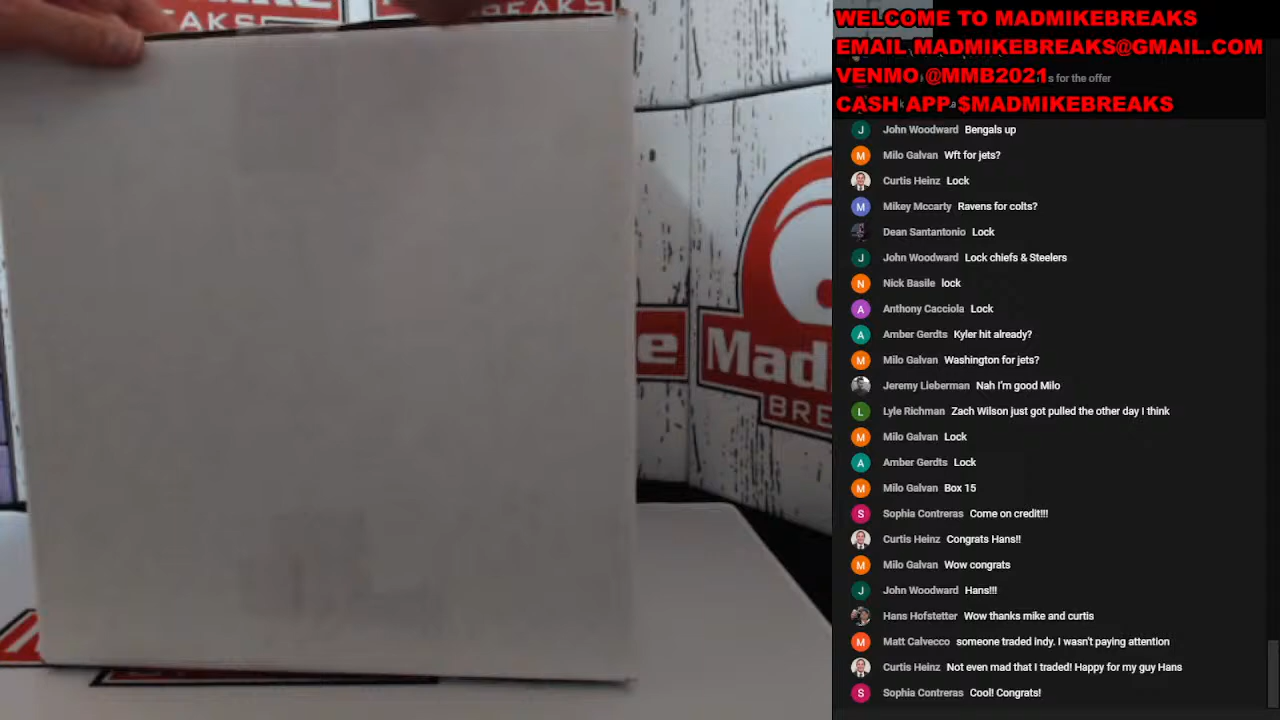 BREAKS
e
Mad
BRE
WELCOME TO MADMIKEBREAKS
EMAIL MADMIKEBREAKS@GMAIL.COM
VENMO @MMB2021
s for the offer
CASH APP $MADMIKEBREAKS
John Woodward Bengals up
Milo Galvan Wft for jets?
Curtis Heinz Lock
Mikey Mccarty Ravens for colts?
Dean Santantonio Lock
John Woodward Lock chiefs & Steelers
Nick Basile lock
Anthony Cacciola Lock
Amber Gerdts Kyler hit already?
Milo Galvan Washington for jets?
Jeremy Lieberman Nah I'm good Milo
Lyle Richman Zach Wilson just got pulled the other day I think
Milo Galvan Lock
Amber Gerdts Lock
Milo Galvan Box 15
Sophia Contreras Come on credit!!!
Curtis Heinz Congrats Hans!!
Milo Galvan Wow congrats
John Woodward Hans!!!
Hans Hofstetter Wow thanks mike and curtis
Matt Calvecco someone traded indy. I wasn't paying attention
Curtis Heinz Not even mad that I traded! Happy for my guy Hans
Sophia Contreras Cool! Congrats!